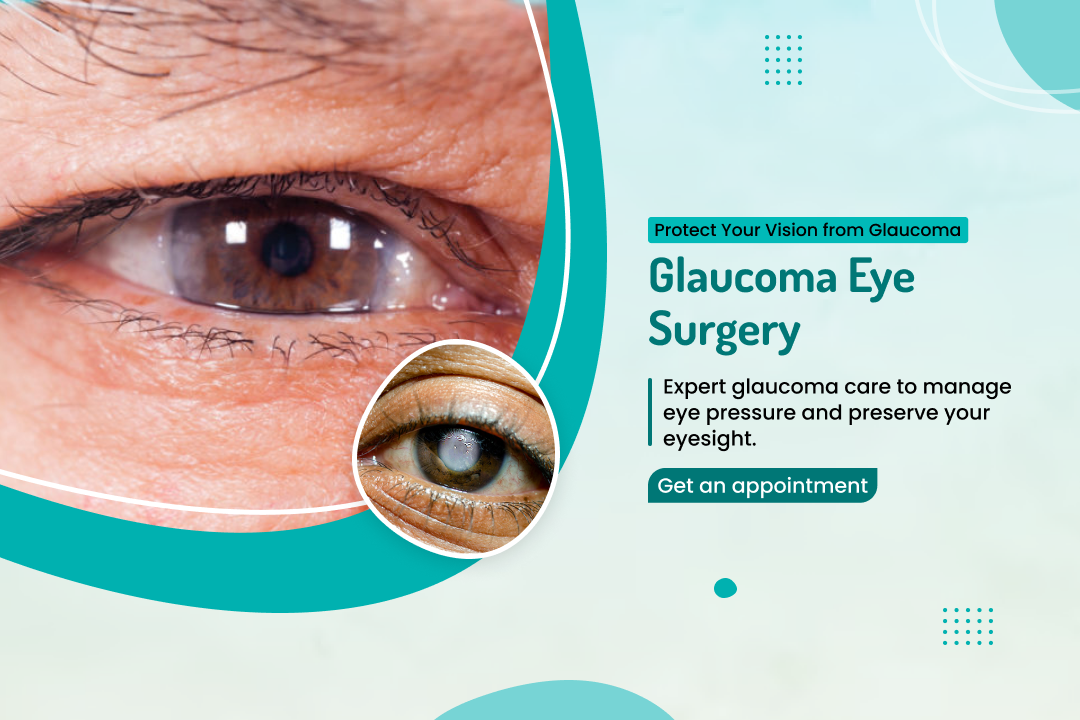 Protect Your Vision from Glaucoma
Glaucoma Eye
Surgery
Expert glaucoma care to manage
eye pressure and preserve your
eyesight.
Get an appointment